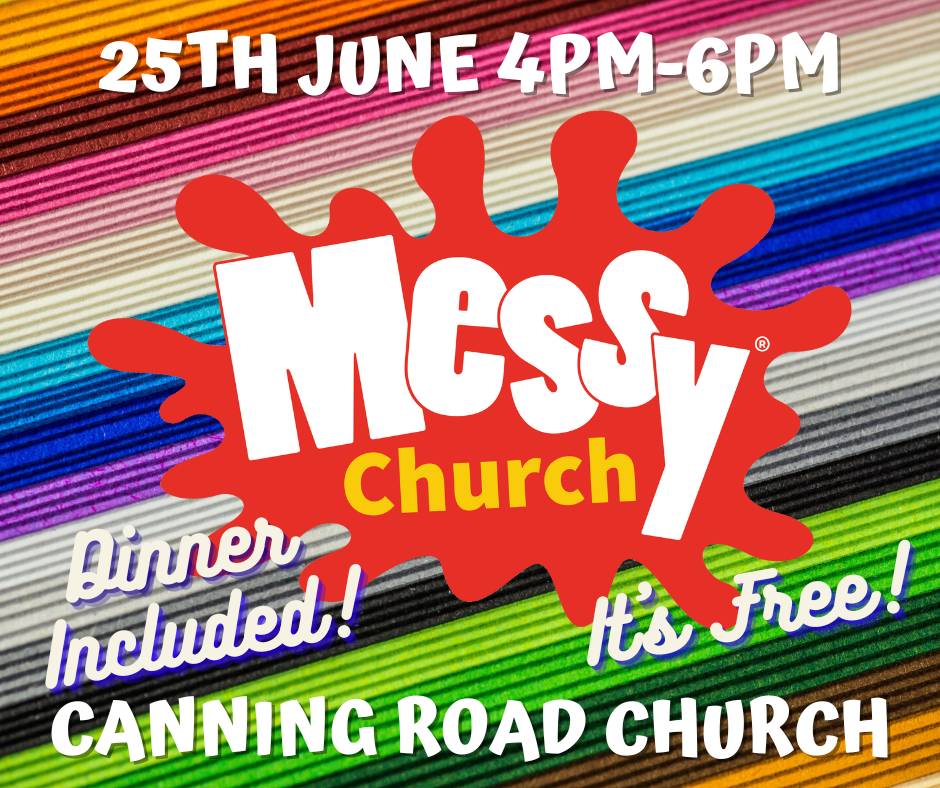 25TH JUNE 4PM-6PM
Messy®
Church
Dinner
Included!
It's Free!
CANNING ROAD CHURCH